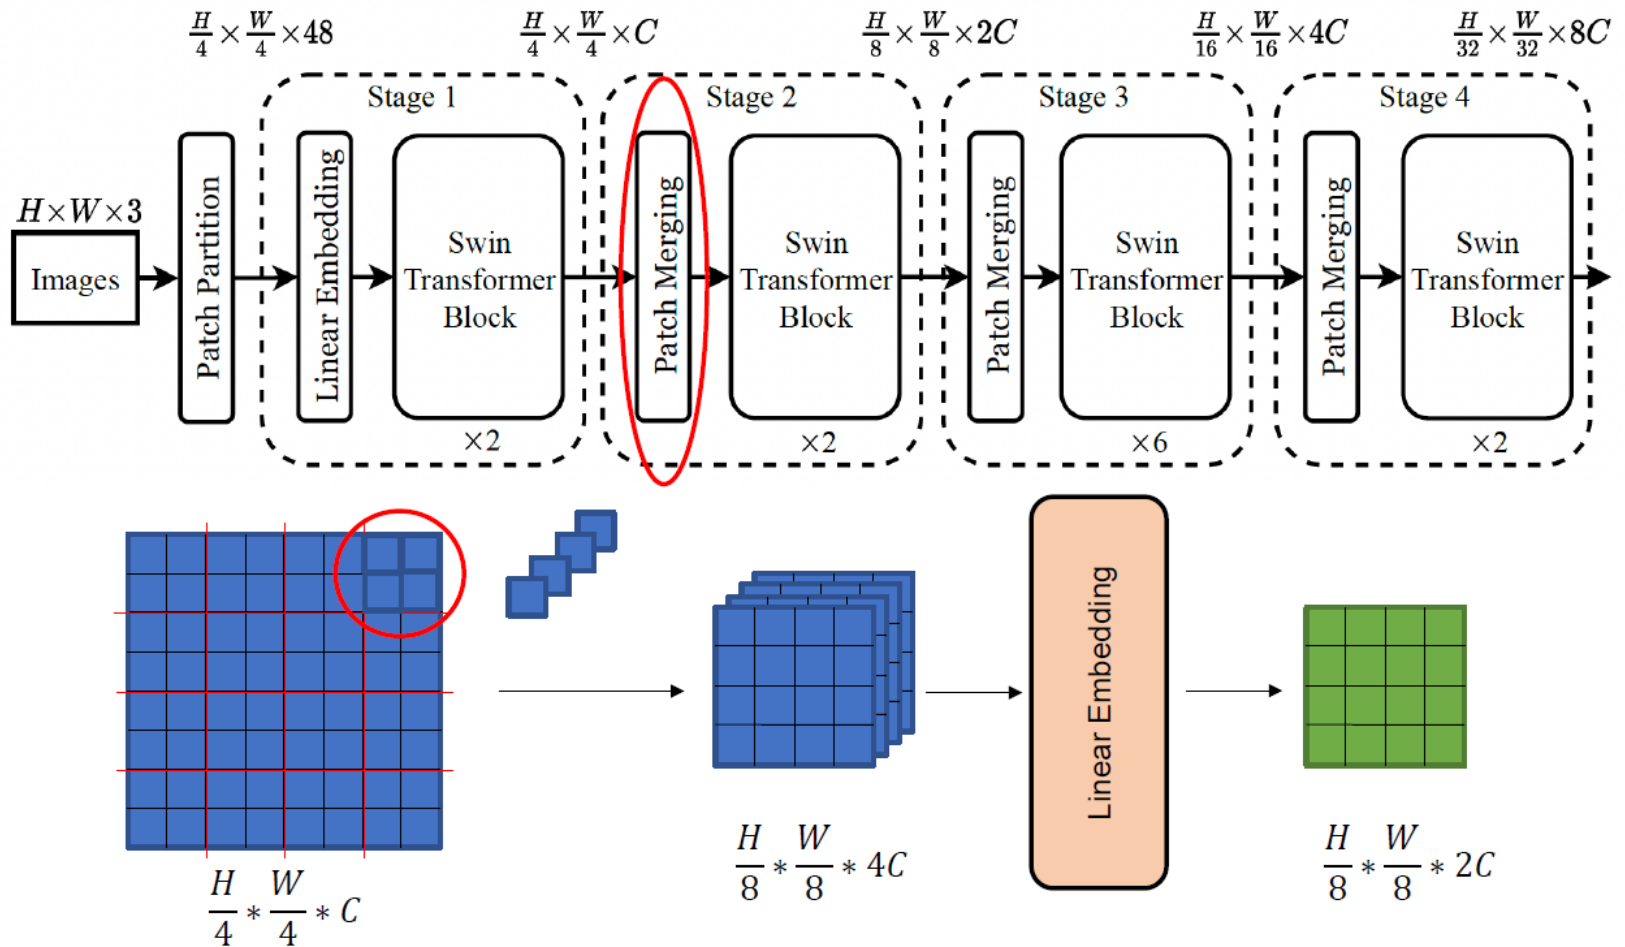 H/4 × W/4 × 48
H/4 × W/4 × C
H/8 × W/8 × 2C
H/16 × W/16 × 4C
H/32 × W/32 × 8C
Stage 1
Stage 2
Stage 3
Stage 4
H×W×3
Images
Patch Partition
Linear Embedding
Swin
Transformer
Block
×2
Patch Merging
Swin
Transformer
Block
×2
Patch Merging
Swin
Transformer
Block
×6
Patch Merging
Swin
Transformer
Block
×2
Linear Embedding
H/4 * W/4 * C
H/8 * W/8 * 4C
H/8 * W/8 * 2C